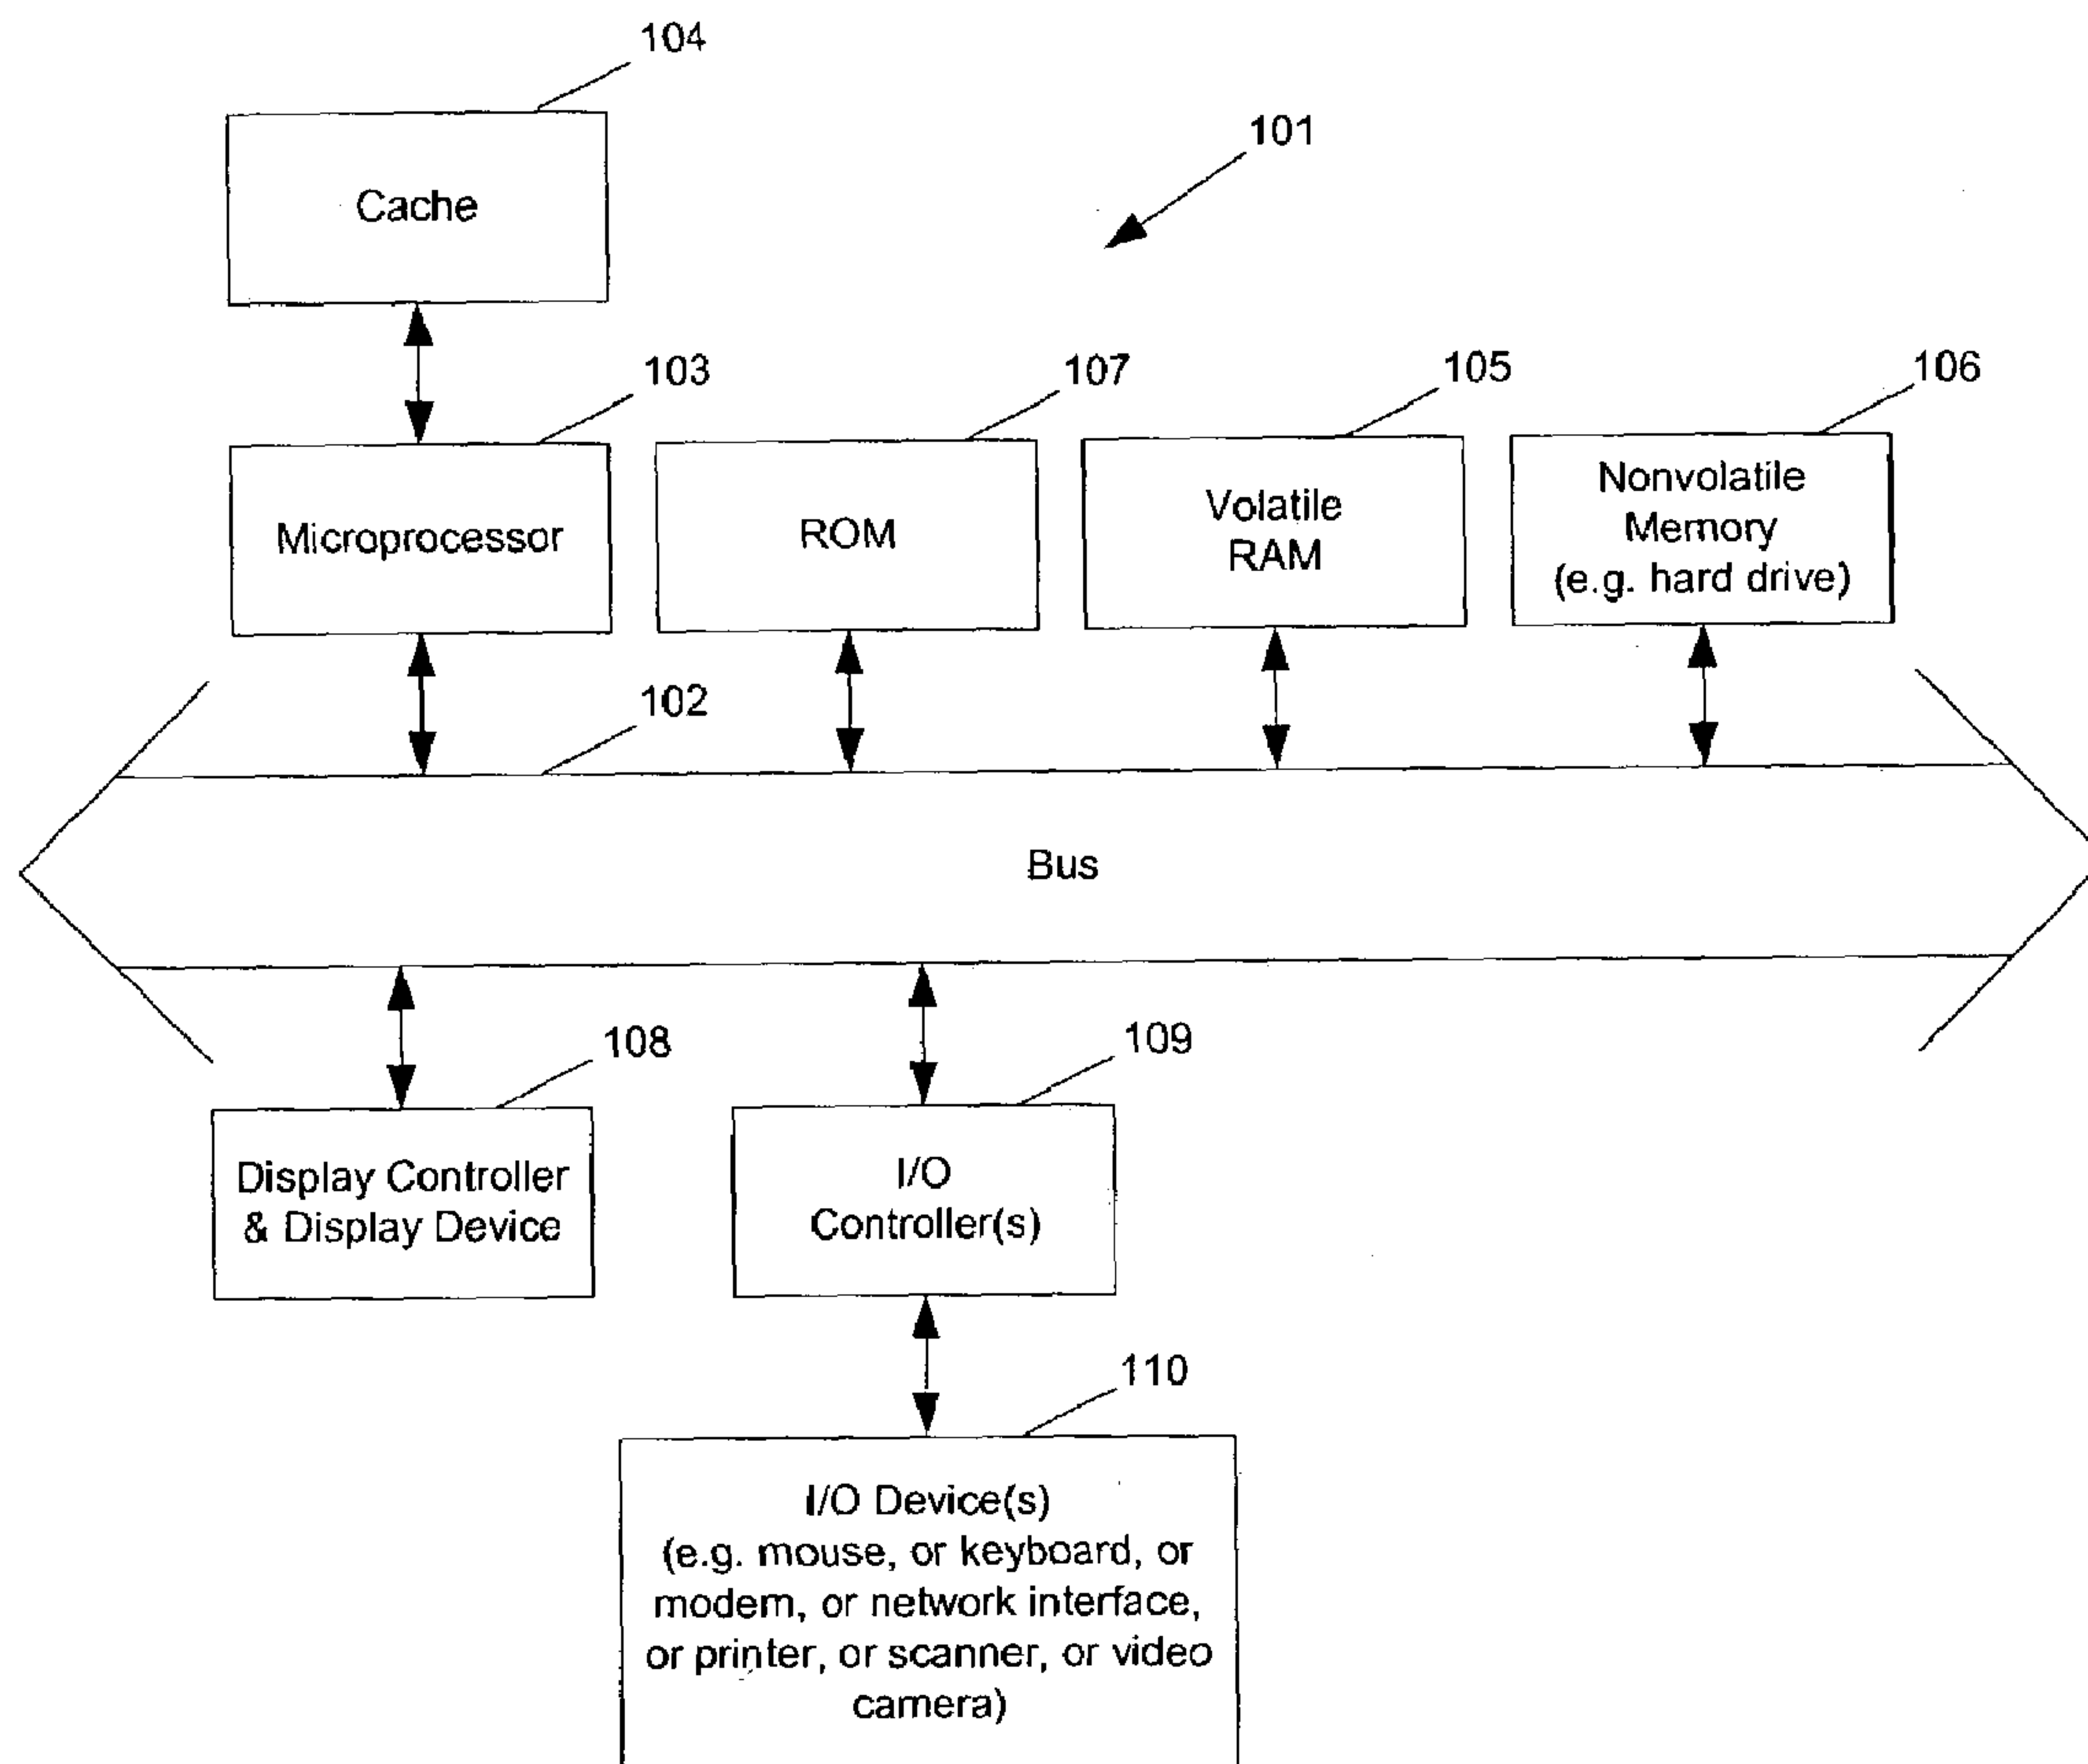 104
101
Cache
103
107
105
106
Microprocessor
ROM
Volatile
RAM
Nonvolatile
Memory
(e.g. hard drive)
102
Bus
108
109
Display Controller
& Display Device
I/O
Controller(s)
110
I/O Device(s)
(e.g. mouse, or keyboard, or
modem, or network interface,
or printer, or scanner, or video
camera)